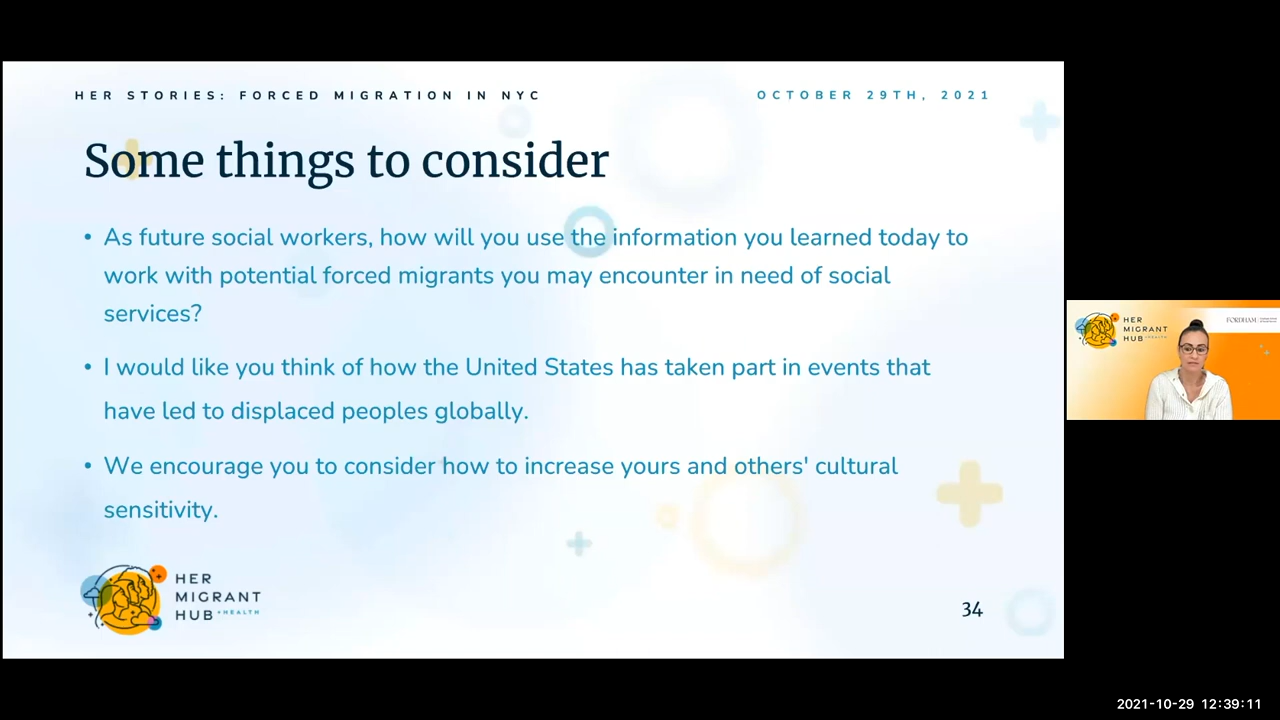 HER STORIES: FORCED MIGRATION IN NYC
OCTOBER 29TH, 2021
Some things to consider
• As future social workers, how will you use the information you learned today to
work with potential forced migrants you may encounter in need of social
services?
• I would like you think of how the United States has taken part in events that
have led to displaced peoples globally.
• We encourage you to consider how to increase yours and others' cultural
sensitivity.
HER
MIGRANT
HUB +HEALTH
34
HER
MIGRANT
HUB +HEALTH
FORDHAM
2021-10-29 12:39:11